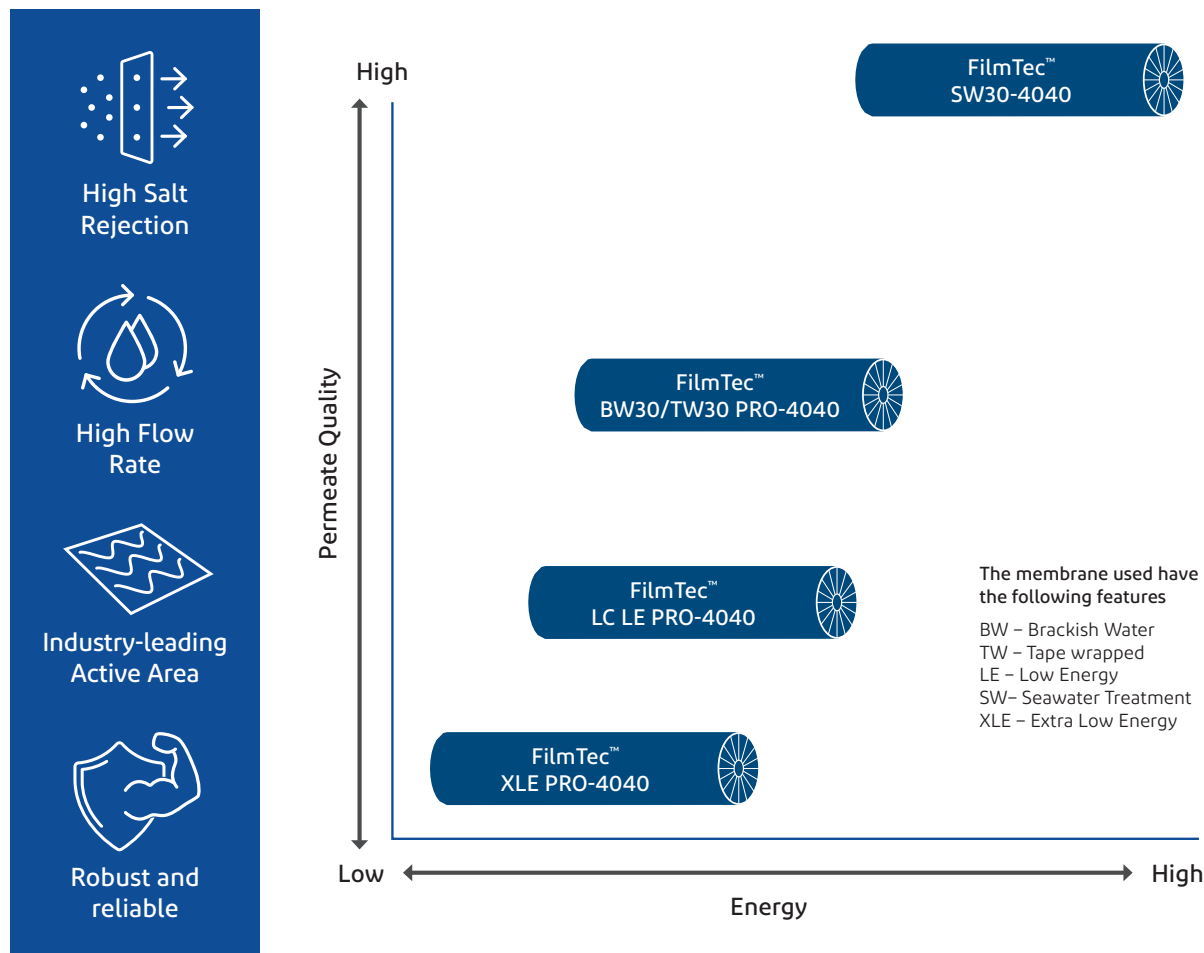 High Salt
Rejection
High Flow
Rate
Industry-leading
Active Area
Robust and
reliable
High
Permeate Quality
Low
Energy
High
FilmTec™
SW30-4040
FilmTec™
BW30/TW30 PRO-4040
FilmTec™
LC LE PRO-4040
FilmTec™
XLE PRO-4040
The membrane used have
the following features
BW – Brackish Water
TW – Tape wrapped
LE – Low Energy
SW– Seawater Treatment
XLE – Extra Low Energy